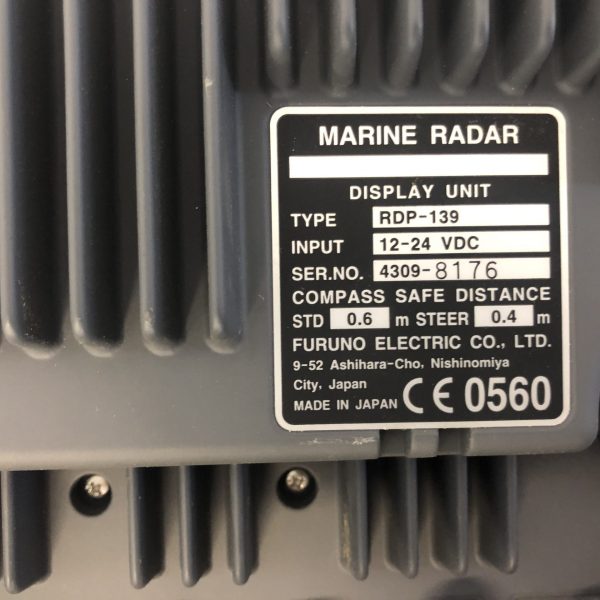 MARINE RADAR
DISPLAY UNIT
TYPE RDP-139
INPUT 12-24 VDC
SER.NO. 4309-8176
COMPASS SAFE DISTANCE
STD 0.6 m STEER 0.4 m
FURUNO ELECTRIC CO., LTD.
9-52 Ashihara-Cho, Nishinomiya
City, Japan
MADE IN JAPAN CE 0560